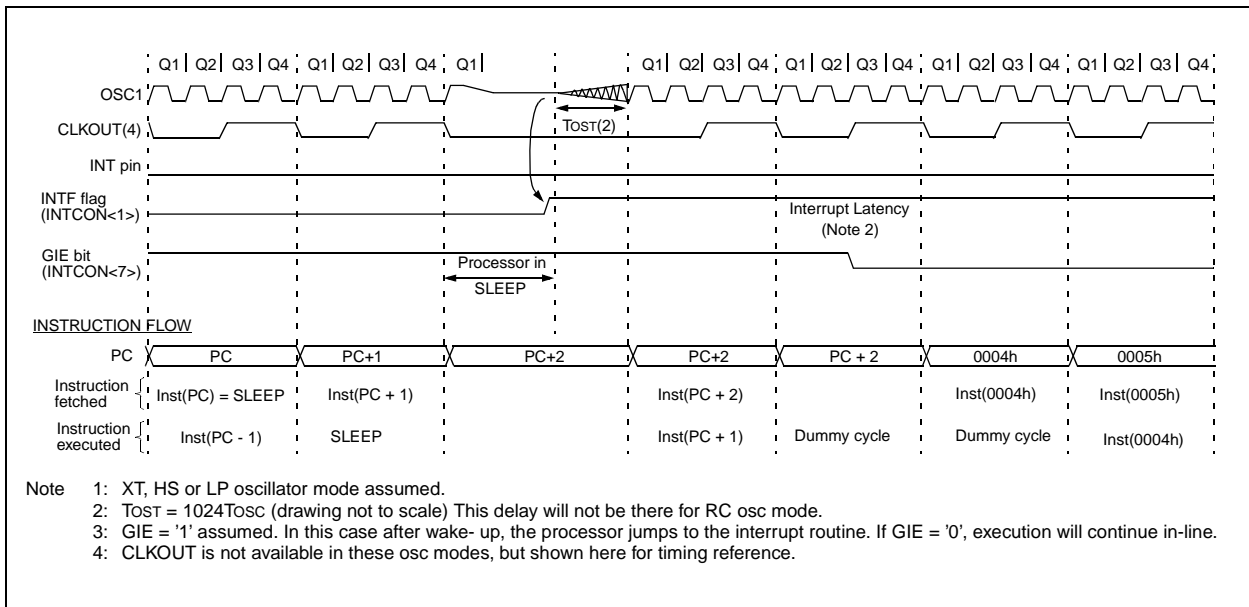 Q1 Q2 Q3 Q4 Q1 Q2 Q3 Q4 Q1 Q1 Q2 Q3 Q4 Q1 Q2 Q3 Q4 Q1 Q2 Q3 Q4 Q1 Q2 Q3 Q4
OSC1
CLKOUT(4)
TOST(2)
INT pin
INTF flag
(INTCON<1>)
Interrupt Latency
(Note 2)
GIE bit
(INTCON<7>)
Processor in
SLEEP
INSTRUCTION FLOW
PC PC PC+1 PC+2 PC+2 PC + 2 0004h 0005h
Instruction
fetched
Inst(PC) = SLEEP Inst(PC + 1) Inst(PC + 2) Inst(0004h) Inst(0005h)
Instruction
executed
Inst(PC - 1) SLEEP Inst(PC + 1) Dummy cycle Dummy cycle Inst(0004h)
Note 1: XT, HS or LP oscillator mode assumed.
2: TOST = 1024TOSC (drawing not to scale) This delay will not be there for RC osc mode.
3: GIE = '1' assumed. In this case after wake- up, the processor jumps to the interrupt routine. If GIE = '0', execution will continue in-line.
4: CLKOUT is not available in these osc modes, but shown here for timing reference.